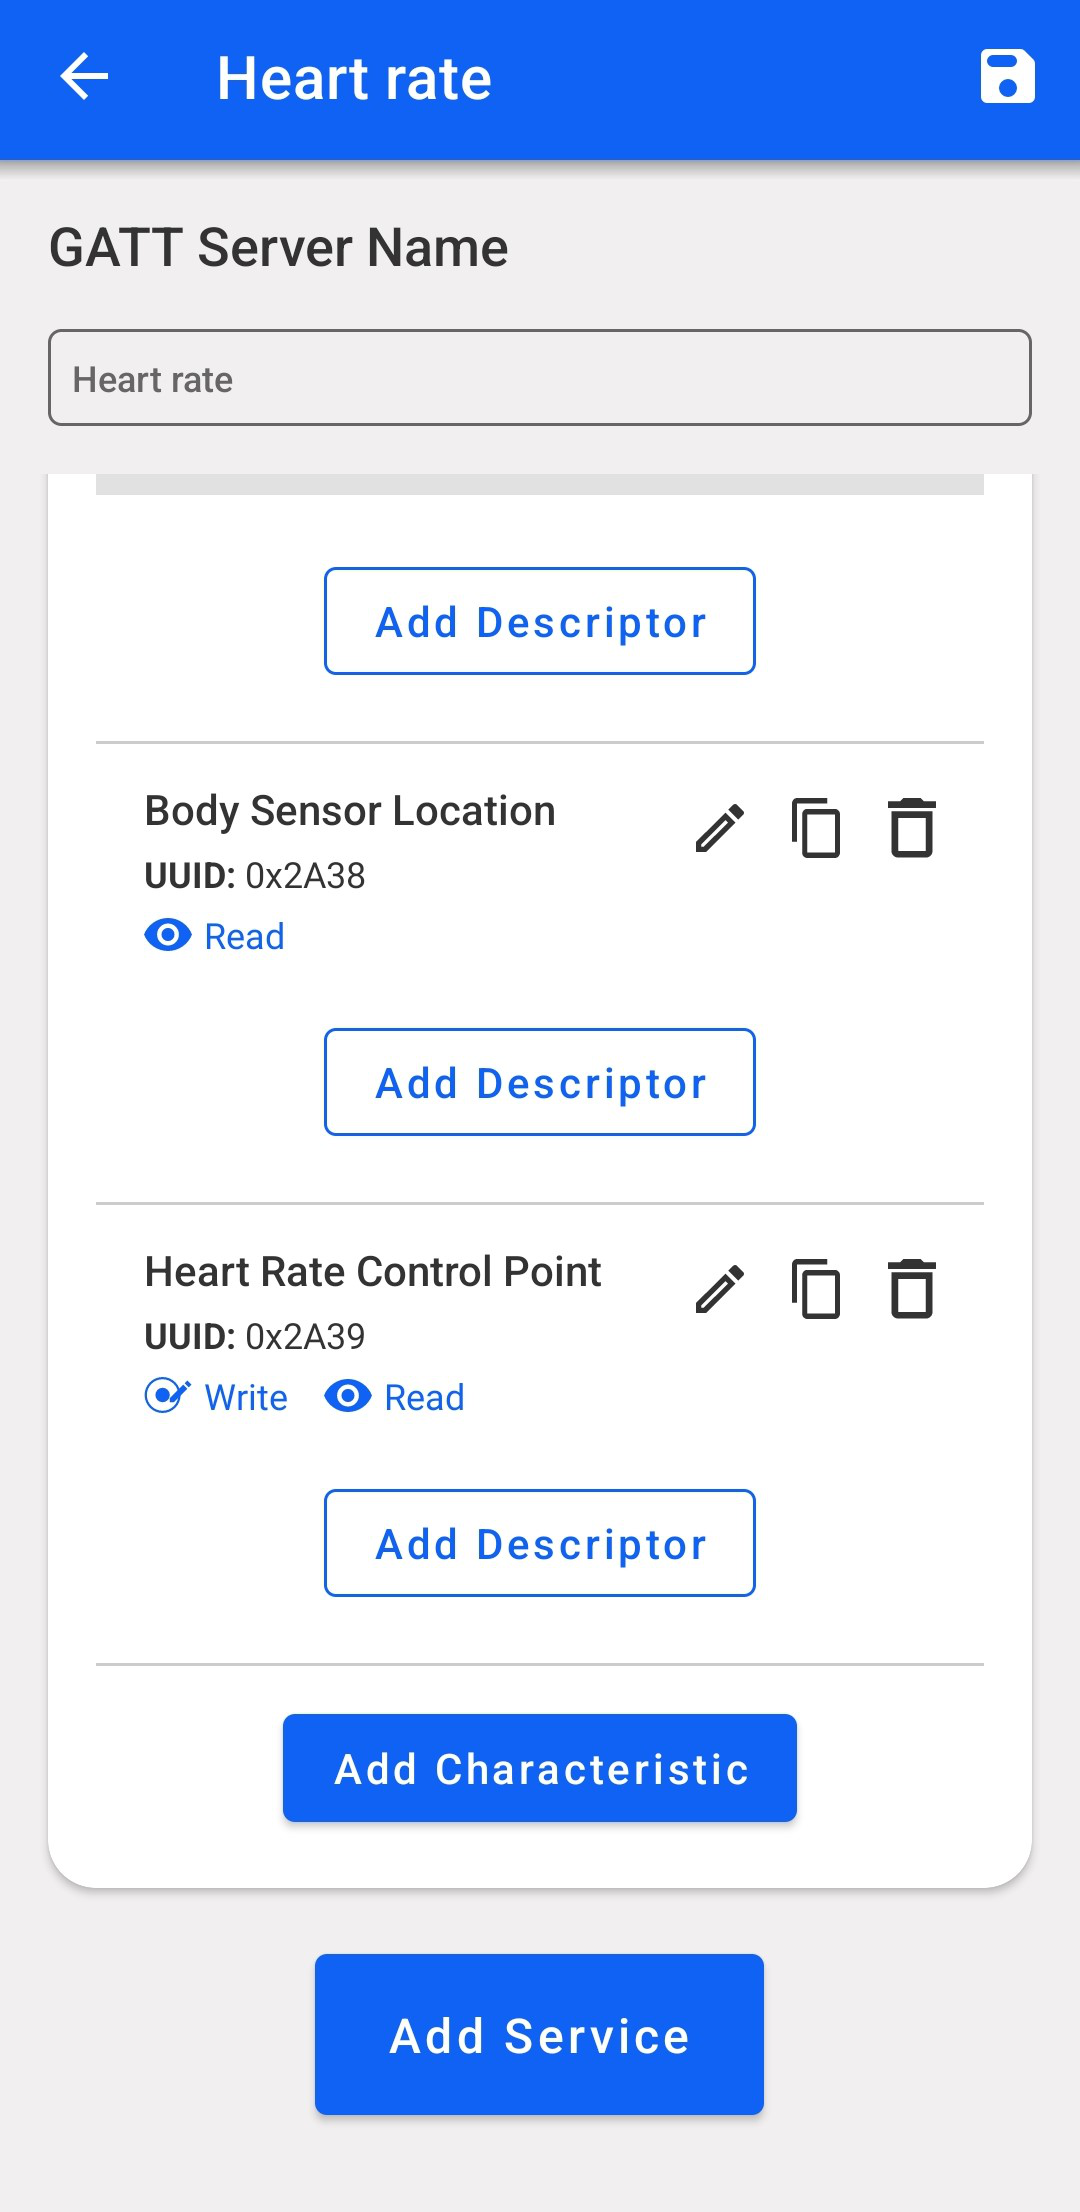 Heart rate
GATT Server Name
Heart rate
Add Descriptor
Body Sensor Location
UUID: 0x2A38
Read
Add Descriptor
Heart Rate Control Point
UUID: 0x2A39
Write Read
Add Descriptor
Add Characteristic
Add Service